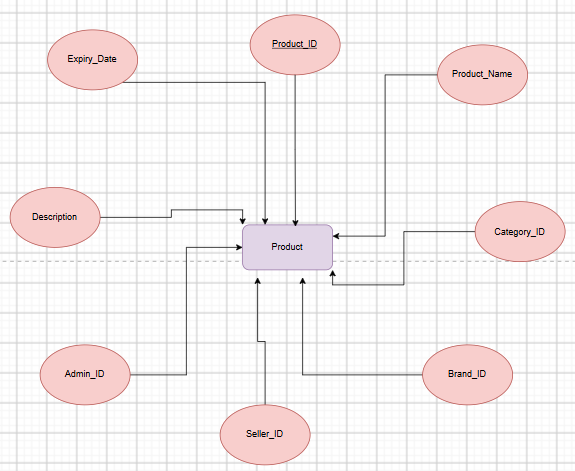 Product_ID
Expiry_Date
Product_Name
Description
Category_ID
Product
Admin_ID
Brand_ID
Seller_ID